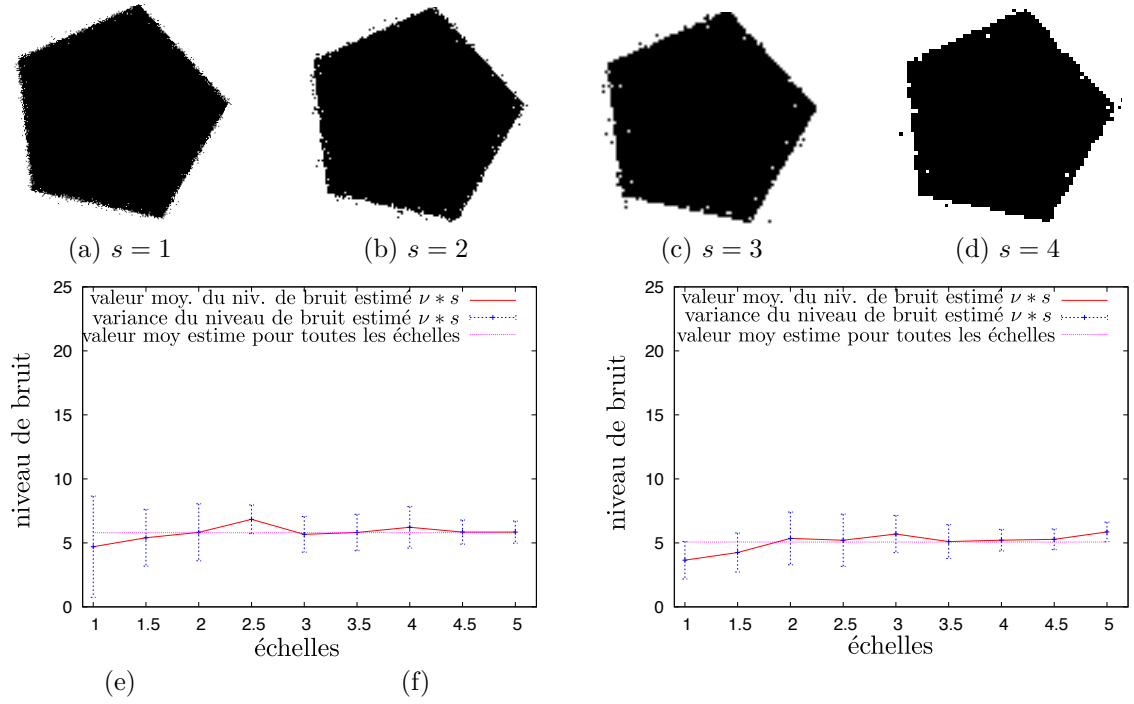 (a) s = 1
(b) s = 2
(c) s = 3
(d) s = 4
valeur moy. du niv. de bruit estimé ν ∗ s
variance du niveau de bruit estimé ν ∗ s
valeur moy estime pour toutes les échelles
niveau de bruit
25
20
15
10
5
0
1 1.5 2 2.5 3 3.5 4 4.5 5
échelles
valeur moy. du niv. de bruit estimé ν ∗ s
variance du niveau de bruit estimé ν ∗ s
valeur moy estime pour toutes les échelles
niveau de bruit
25
20
15
10
5
0
1 1.5 2 2.5 3 3.5 4 4.5 5
échelles
(e)
(f)